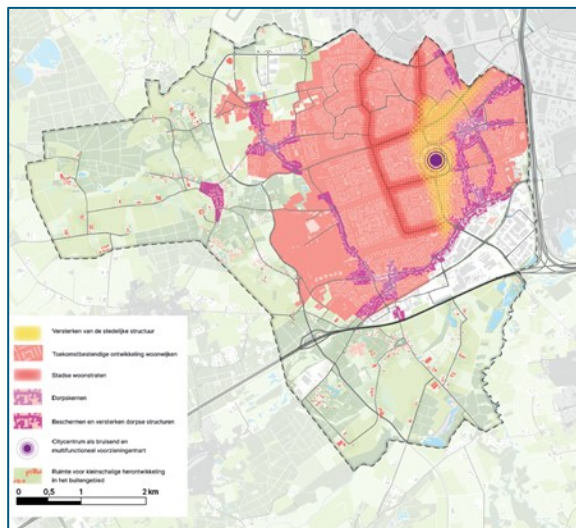 Versterken van de stedelijke structuur
Toekomstbestendige ontwikkeling woonwijken
Stadse woonstraten
Dorpskernen
Beschermen en versterken dorpse structuren
Citycentrum als bruisend en
multifunctioneel voorzieningenhart
Ruimte voor kleinschalige herontwikkeling
in het buitengebied
0 0,5 1 2 km